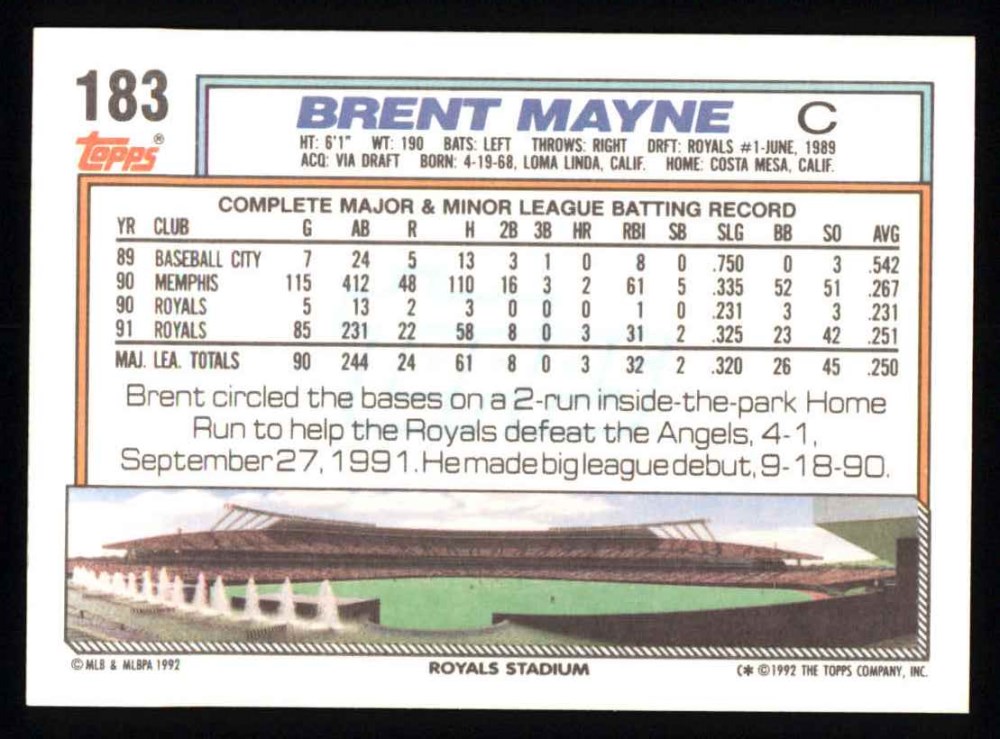 183
topps®
BRENT MAYNE C
HT: 6'1" WT: 190 BATS: LEFT THROWS: RIGHT DRFT: ROYALS #1-JUNE, 1989
ACQ: VIA DRAFT BORN: 4-19-68, LOMA LINDA, CALIF. HOME: COSTA MESA, CALIF.
COMPLETE MAJOR & MINOR LEAGUE BATTING RECORD
YR CLUB G AB R H 2B 3B HR RBI SB SLG BB SO AVG
89 BASEBALL CITY 7 24 5 13 3 1 0 8 0 .750 0 3 .542
90 MEMPHIS 115 412 48 110 16 3 2 61 5 .335 52 51 .267
90 ROYALS 5 13 2 3 0 0 0 1 0 .231 3 3 .231
91 ROYALS 85 231 22 58 8 0 3 31 2 .325 23 42 .251
MAJ. LEA. TOTALS 90 244 24 61 8 0 3 32 2 .320 26 45 .250
Brent circled the bases on a 2-run inside-the-park Home
Run to help the Royals defeat the Angels, 4-1,
September 27, 1991. He made big league debut, 9-18-90.
© MLB & MLBPA 1992
ROYALS STADIUM
C* © 1992 THE TOPPS COMPANY, INC.